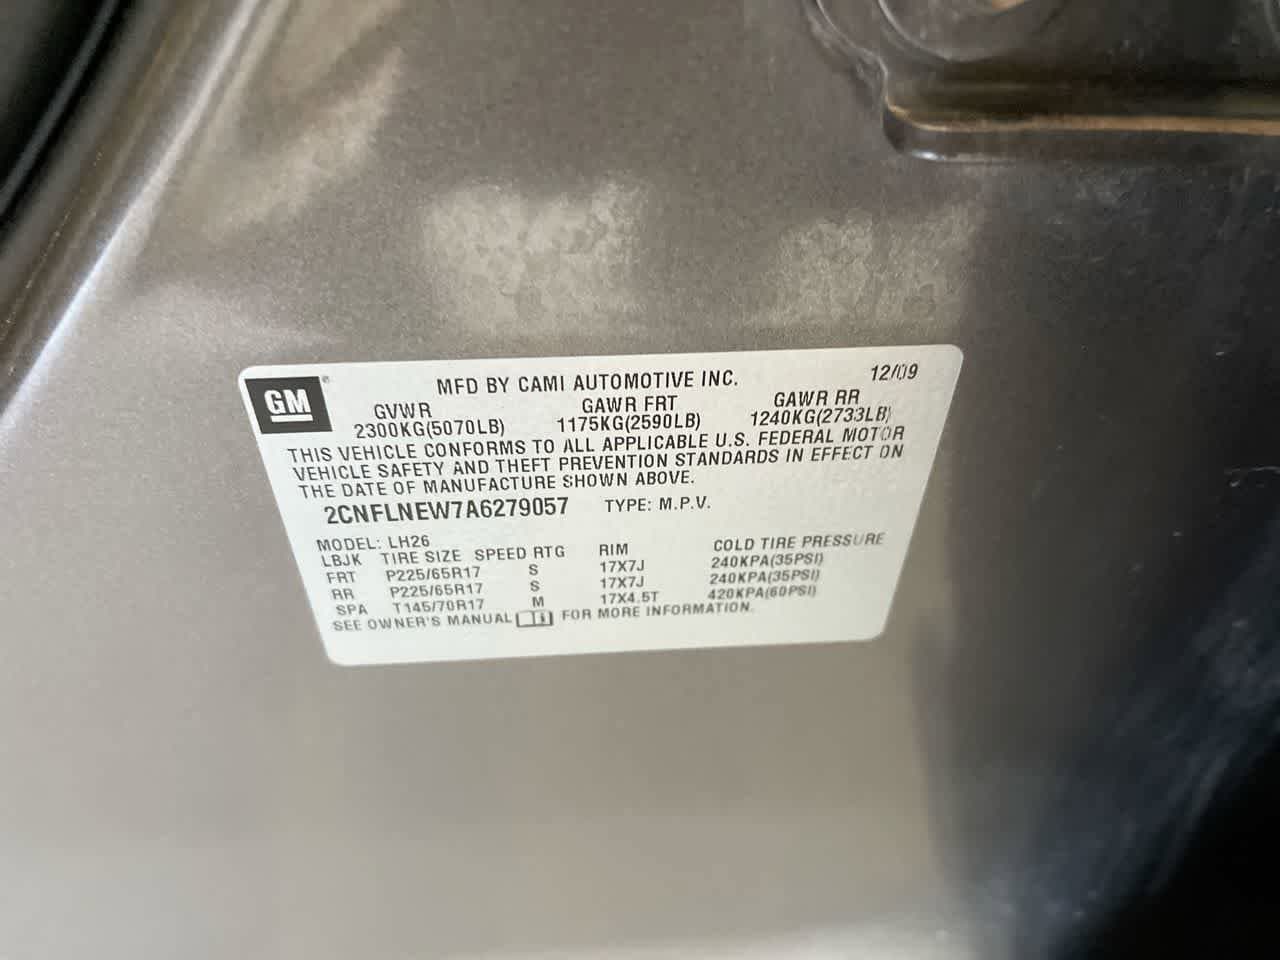 GM
MFD BY CAMI AUTOMOTIVE INC. 12/09
GVWR GAWR FRT GAWR RR
2300KG(5070LB) 1175KG(2590LB) 1240KG(2733LB)
THIS VEHICLE CONFORMS TO ALL APPLICABLE U.S. FEDERAL MOTOR
VEHICLE SAFETY AND THEFT PREVENTION STANDARDS IN EFFECT ON
THE DATE OF MANUFACTURE SHOWN ABOVE.
2CNFLNEW7A6279057 TYPE: M.P.V.
MODEL: LH26
LBJK TIRE SIZE SPEED RTG RIM COLD TIRE PRESSURE
FRT P225/65R17 S 17X7J 240KPA(35PSI)
RR P225/65R17 S 17X7J 240KPA(35PSI)
SPA T145/70R17 M 17X4.5T 420KPA(60PSI)
SEE OWNER'S MANUAL FOR MORE INFORMATION.